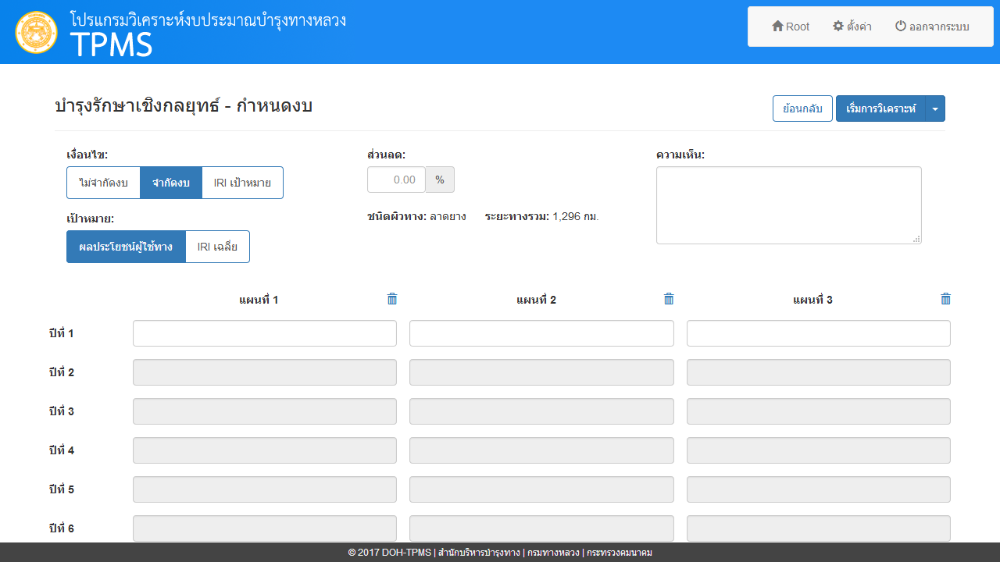 โปรแกรมวิเคราะห์งบประมาณบำรุงทางหลวง
TPMS
Root ตั้งค่า ออกจากระบบ
บำรุงรักษาเชิงกลยุทธ์ - กำหนดงบ
ย้อนกลับ เริ่มการวิเคราะห์
เงื่อนไข: ส่วนลด: ความเห็น:
ไม่จำกัดงบ จำกัดงบ IRI เป้าหมาย 0.00 %
เป้าหมาย: ชนิดผิวทาง: ลาดยาง ระยะทางรวม: 1,296 กม.
ผลประโยชน์ผู้ใช้ทาง IRI เฉลี่ย
แผนที่ 1 แผนที่ 2 แผนที่ 3
ปีที่ 1
ปีที่ 2
ปีที่ 3
ปีที่ 4
ปีที่ 5
ปีที่ 6
© 2017 DOH-TPMS | สำนักบริหารบำรุงทาง | กรมทางหลวง | กระทรวงคมนาคม